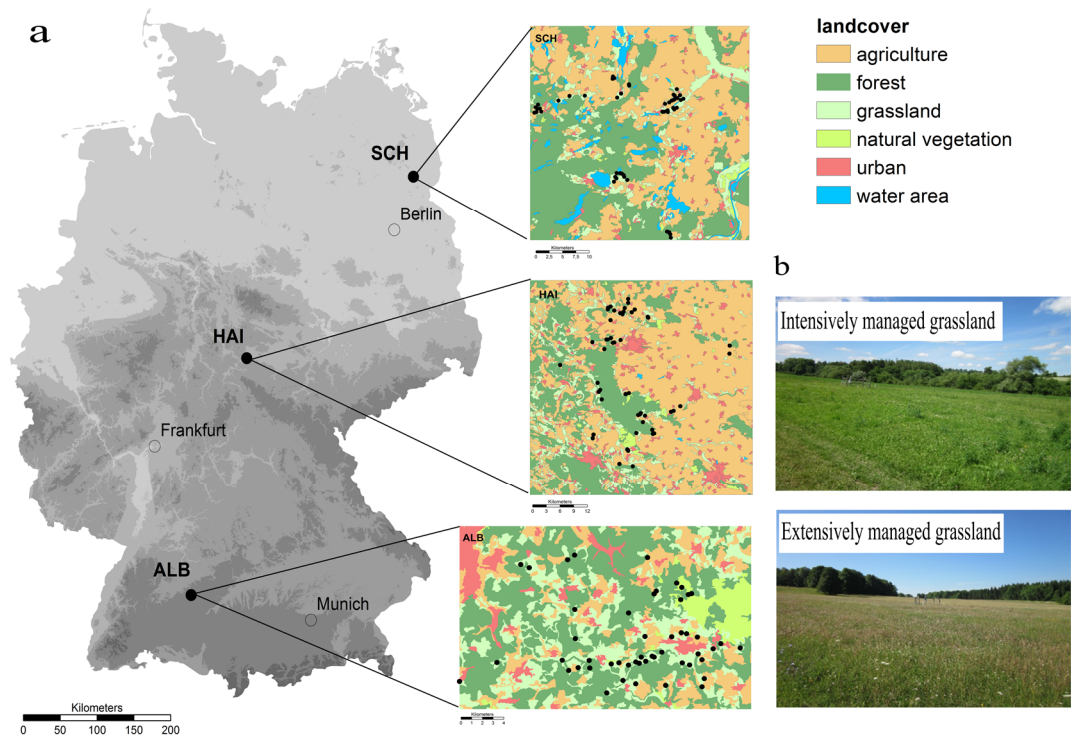 a
SCH
Berlin
HAI
Frankfurt
ALB
Munich
Kilometers
0 50 100 150 200
SCH
Kilometers
0 2,5 5 7,5 10
HAI
Kilometers
0 3 6 9 12
ALB
Kilometers
0 1 2 3 4
landcover
agriculture
forest
grassland
natural vegetation
urban
water area
b
Intensively managed grassland
Extensively managed grassland